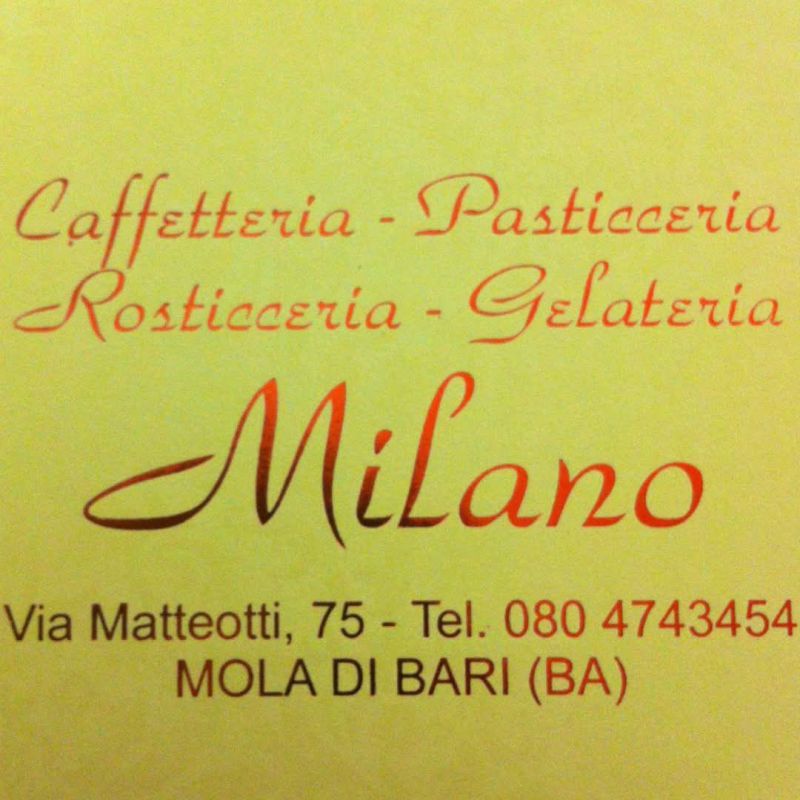 Caffetteria - Pasticceria
Rosticceria - Gelateria
Milano
Via Matteotti, 75 - Tel. 080 4743454
MOLA DI BARI (BA)